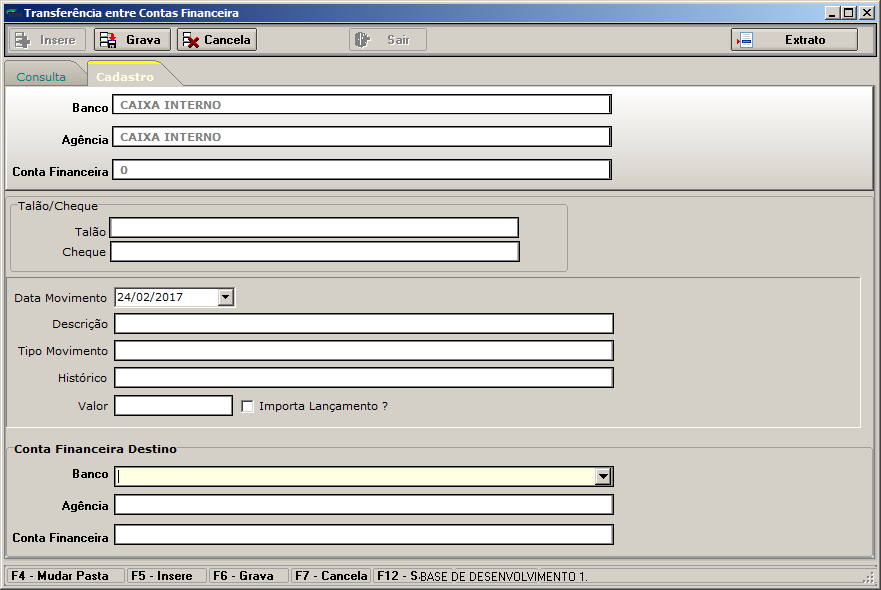 Transferência entre Contas Financeira
Insere Grava Cancela Sair Extrato
Consulta Cadastro
Banco CAIXA INTERNO
Agência CAIXA INTERNO
Conta Financeira 0
Talão/Cheque
Talão
Cheque
Data Movimento 24/02/2017
Descrição
Tipo Movimento
Histórico
Valor Importa Lançamento ?
Conta Financeira Destino
Banco
Agência
Conta Financeira
F4 - Mudar Pasta F5 - Insere F6 - Grava F7 - Cancela F12 - S BASE DE DESENVOLVIMENTO 1.